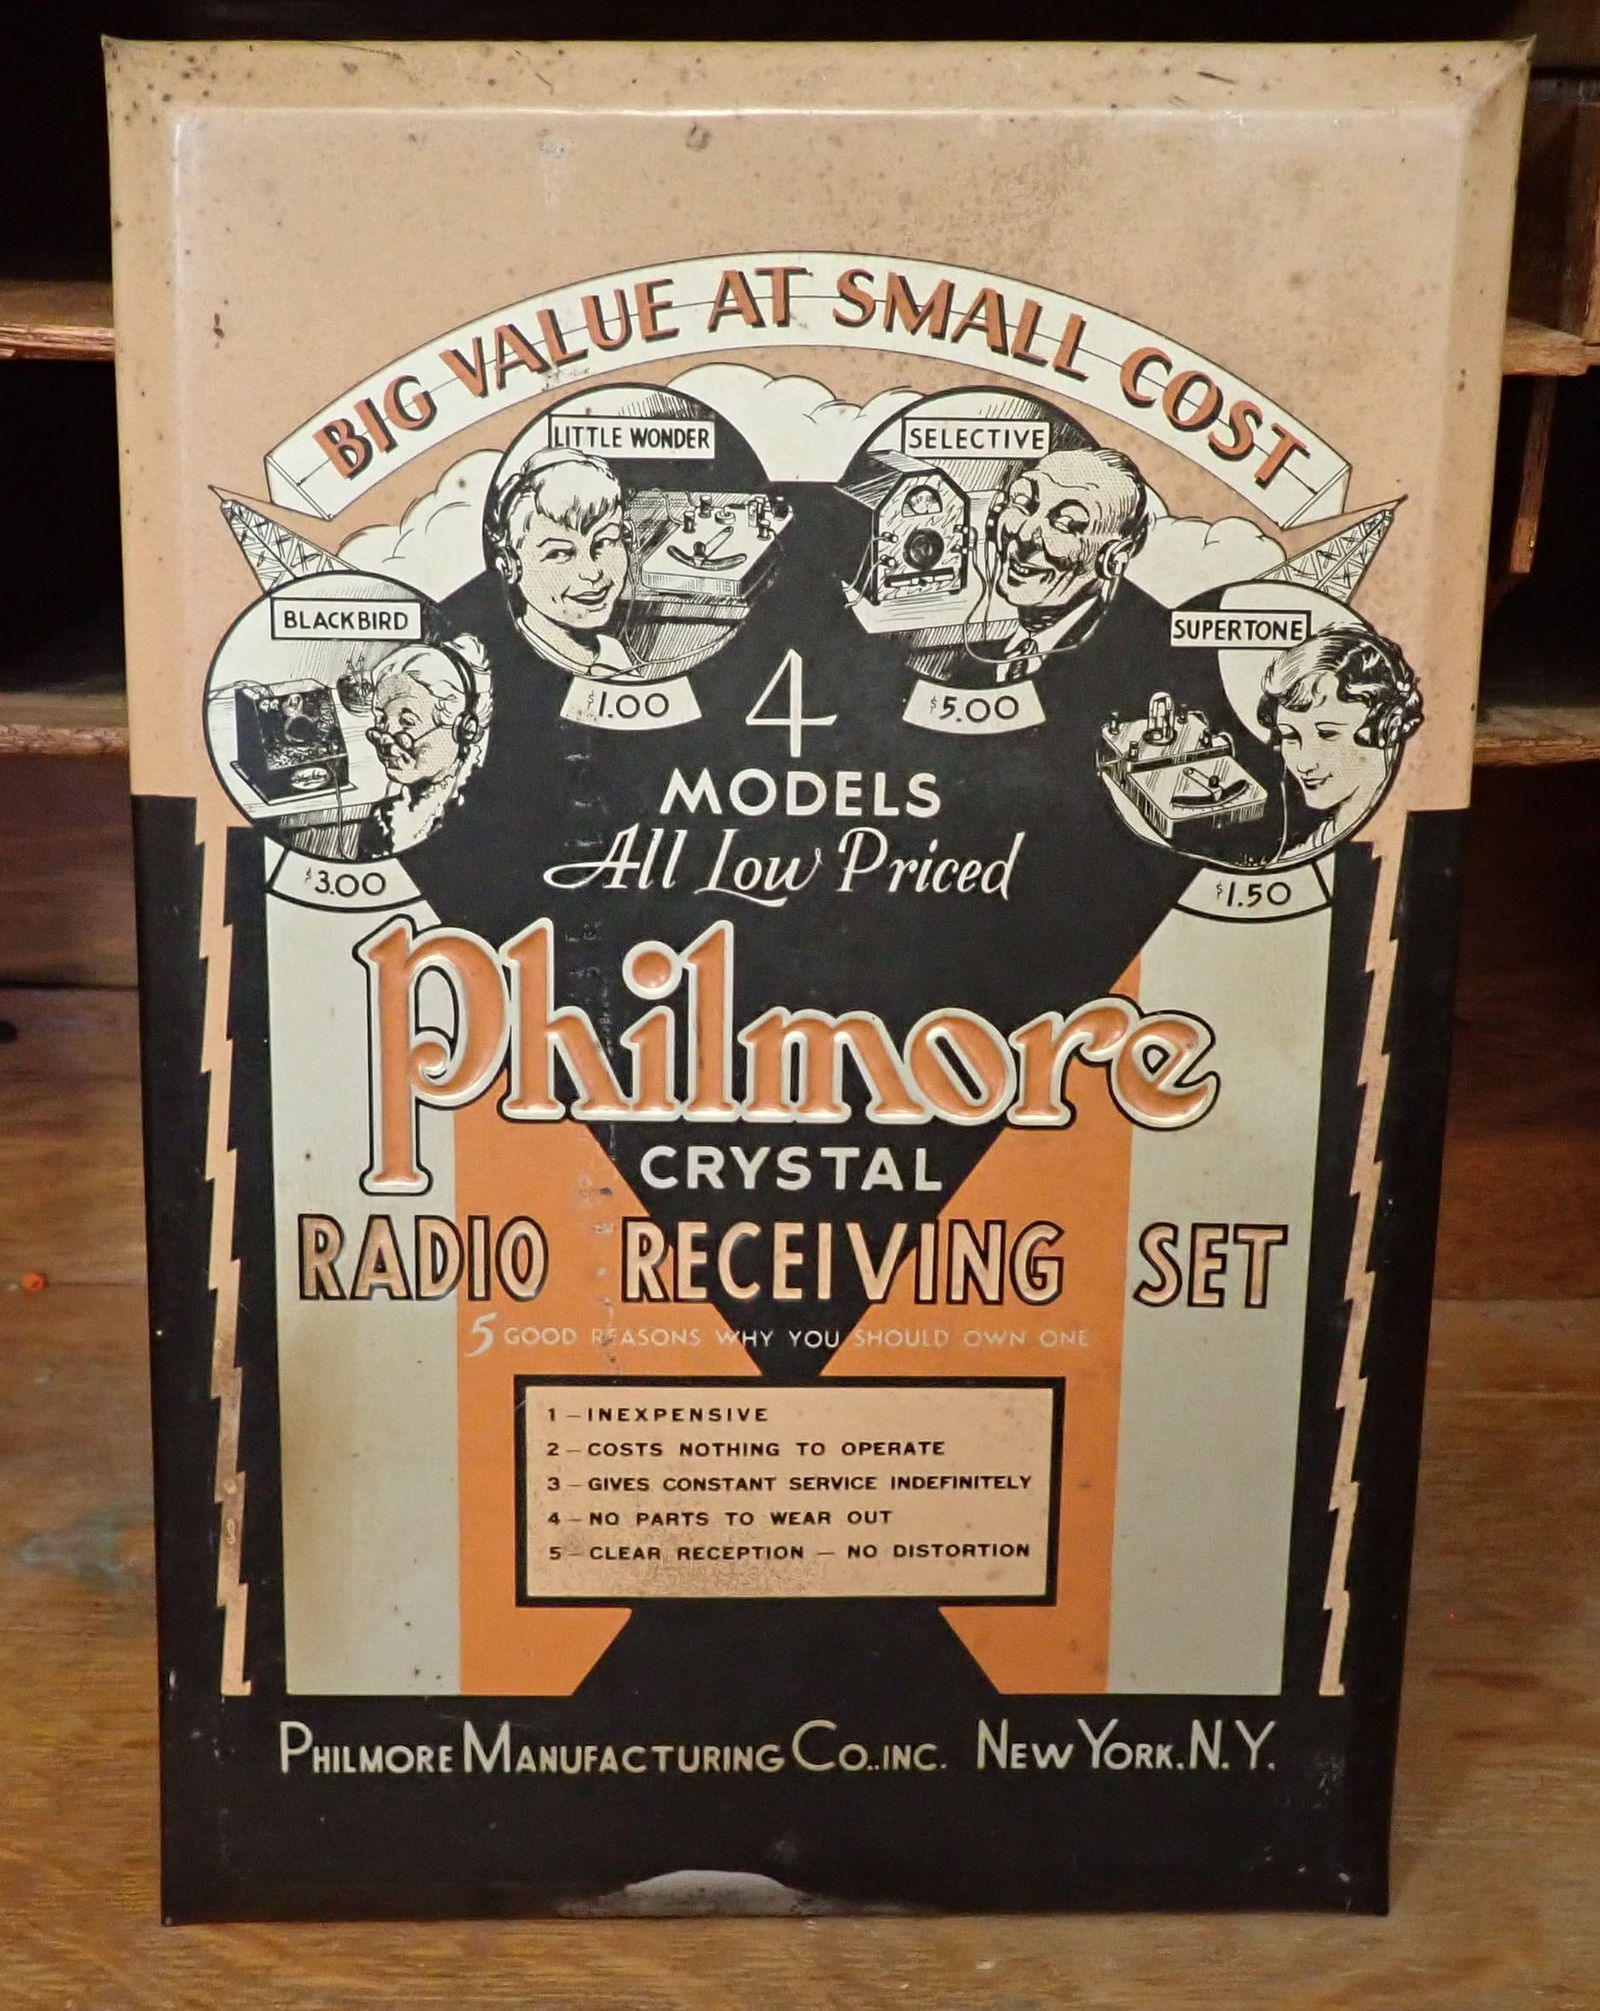 BIG VALUE AT SMALL COST
LITTLE WONDER
SELECTIVE
BLACKBIRD
SUPERTONE
$1.00
$5.00
4
MODELS
All Low Priced
$3.00
$1.50
Philmore
CRYSTAL
RADIO RECEIVING SET
5 GOOD REASONS WHY YOU SHOULD OWN ONE
1 — INEXPENSIVE
2 — COSTS NOTHING TO OPERATE
3 — GIVES CONSTANT SERVICE INDEFINITELY
4 — NO PARTS TO WEAR OUT
5 — CLEAR RECEPTION — NO DISTORTION
PHILMORE MANUFACTURING CO..INC. NEW YORK.N.Y.